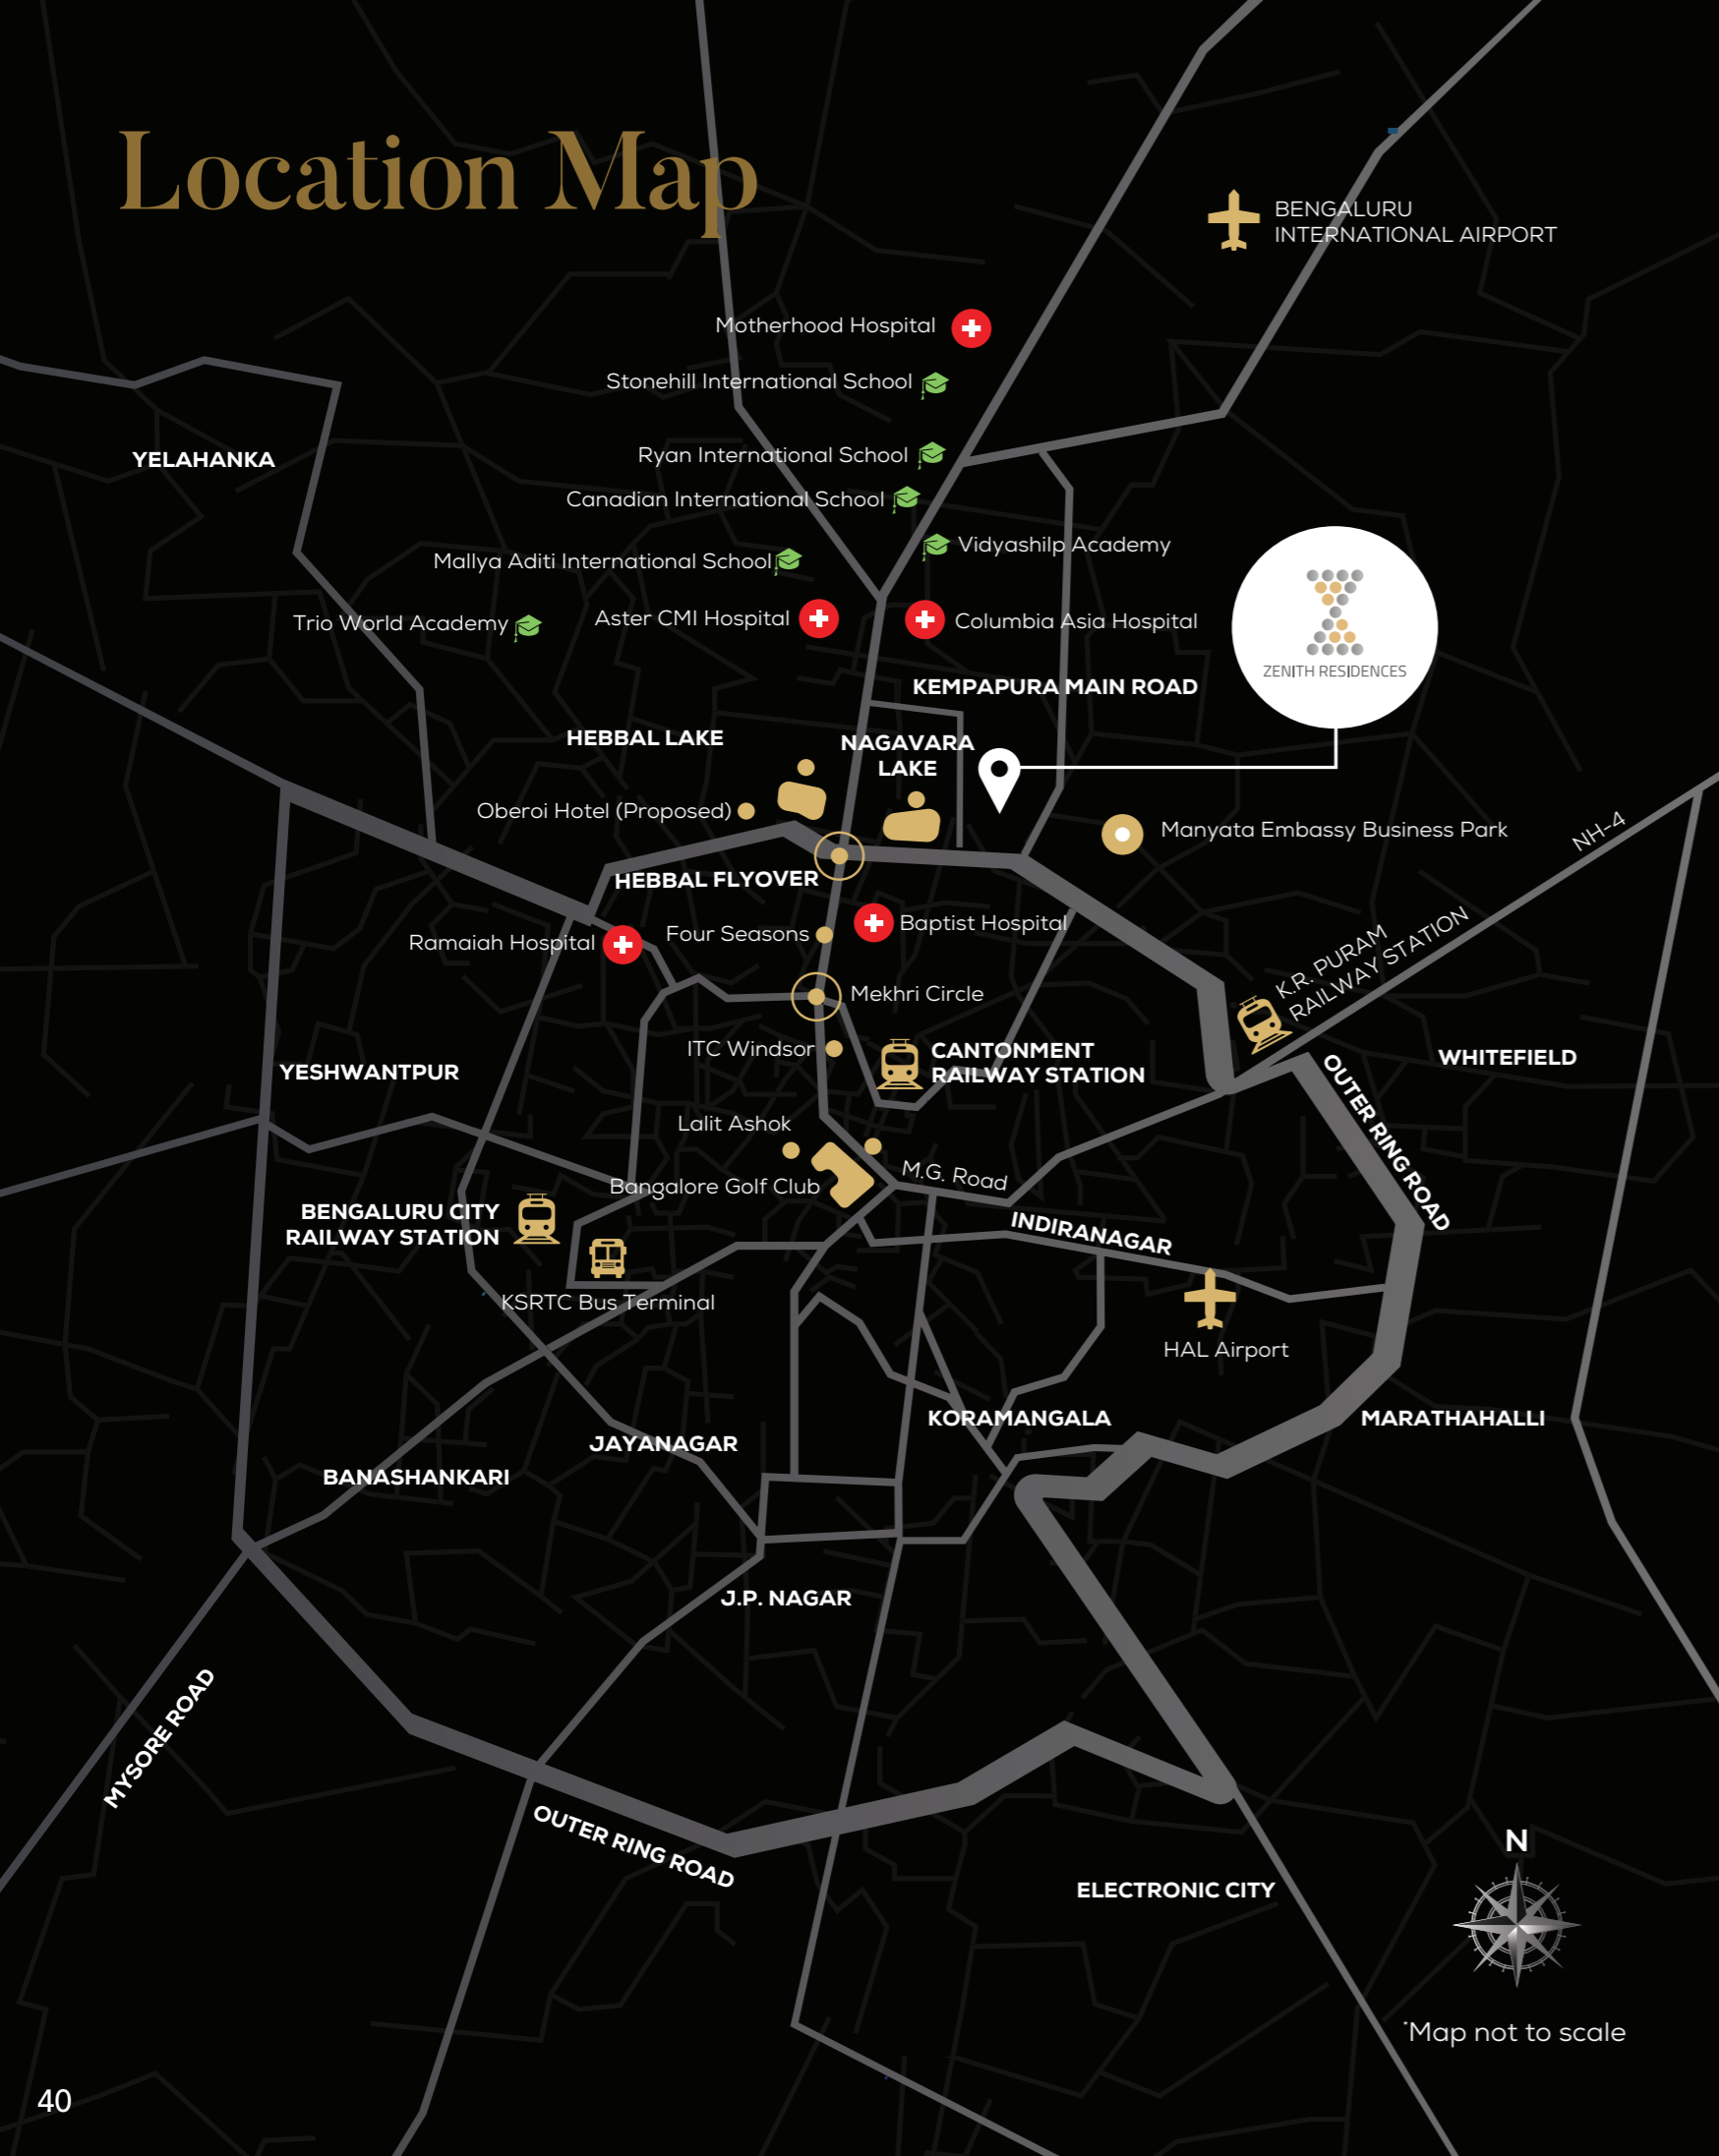 Location Map
BENGALURU
INTERNATIONAL AIRPORT
Motherhood Hospital
Stonehill International School
YELAHANKA
Ryan International School
Canadian International School
Vidyashilp Academy
Mallya Aditi International School
Trio World Academy
Aster CMI Hospital
Columbia Asia Hospital
ZENITH RESIDENCES
KEMPAPURA MAIN ROAD
HEBBAL LAKE
NAGAVARA
LAKE
Oberoi Hotel (Proposed)
Manyata Embassy Business Park
NH-4
HEBBAL FLYOVER
Baptist Hospital
Four Seasons
Ramaiah Hospital
K.R. PURAM
RAILWAY STATION
Mekhri Circle
ITC Windsor
CANTONMENT
RAILWAY STATION
WHITEFIELD
YESHWANTPUR
OUTER RING ROAD
Lalit Ashok
M.G. Road
Bangalore Golf Club
BENGALURU CITY
RAILWAY STATION
INDIRANAGAR
KSRTC Bus Terminal
HAL Airport
KORAMANGALA
MARATHAHALLI
JAYANAGAR
BANASHANKARI
J.P. NAGAR
MYSORE ROAD
OUTER RING ROAD
N
ELECTRONIC CITY
*Map not to scale
40